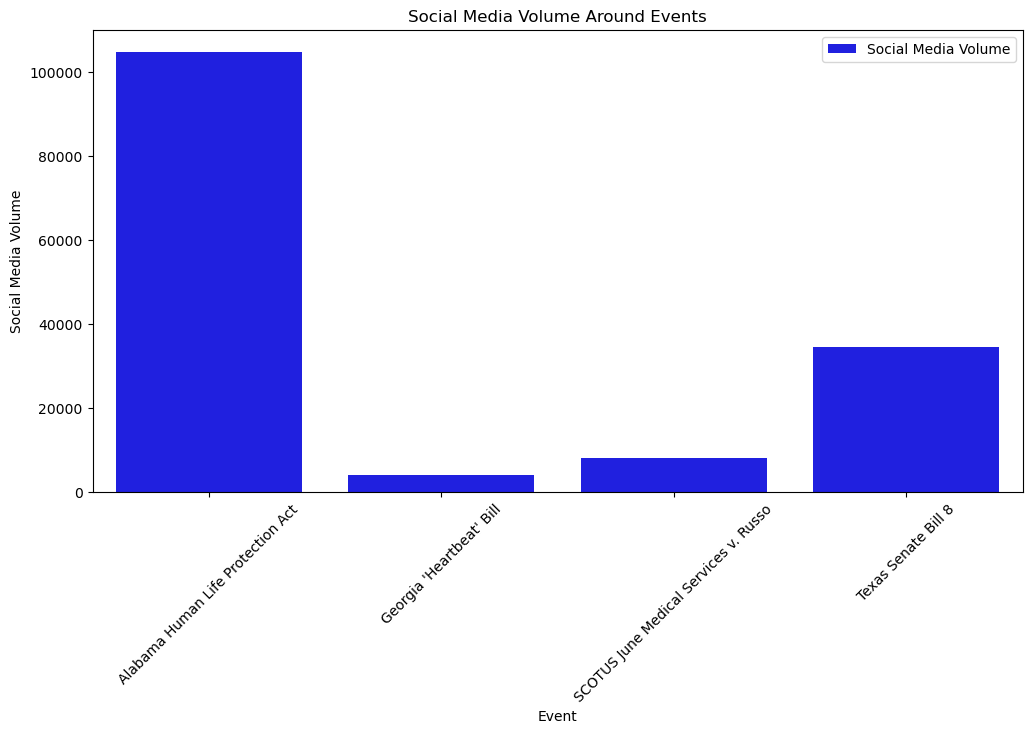 Social Media Volume Around Events
Social Media Volume
100000
80000
60000
40000
20000
0
Social Media Volume
Alabama Human Life Protection Act
Georgia 'Heartbeat' Bill
SCOTUS June Medical Services v. Russo
Texas Senate Bill 8
Event